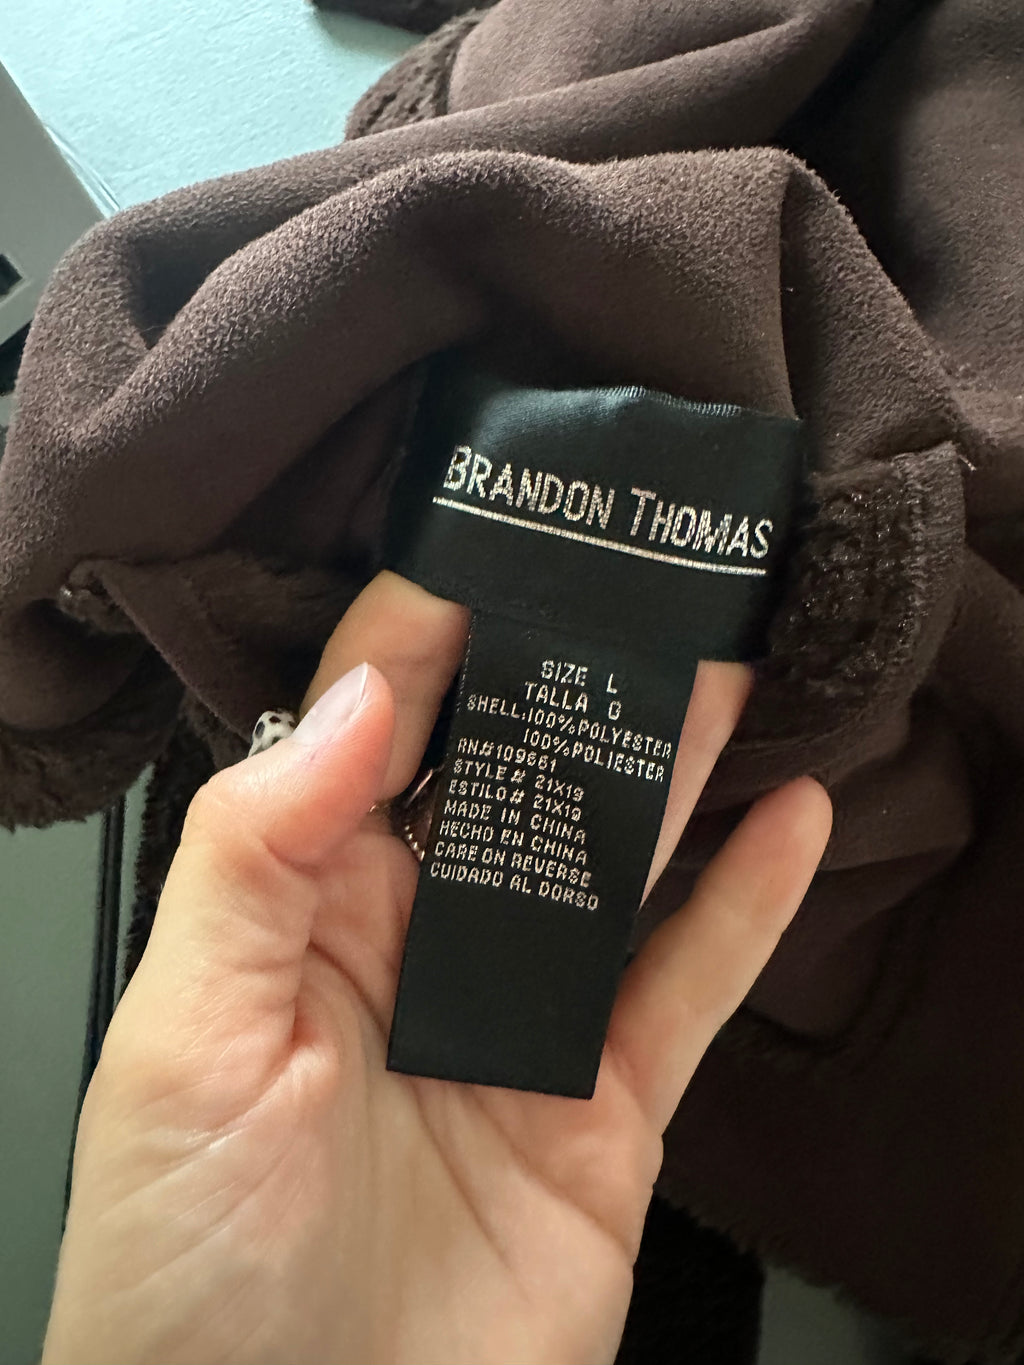 BRANDON THOMAS
SIZE L
TALLA G
SHELL:100%POLYESTER
100%POLIESTER
RN#109661
STYLE # 21X19
ESTILO# 21X19
MADE IN CHINA
HECHO EN CHINA
CARE ON REVERSE
CUIDADO AL DORSO